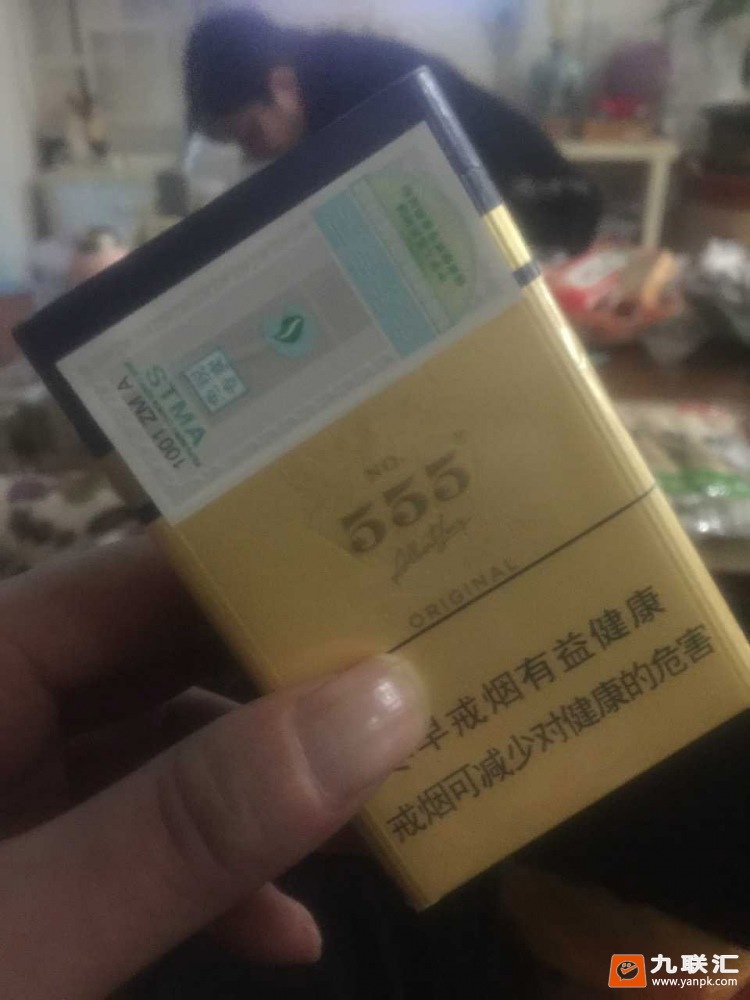 STMA
1001 ZM A
NO.
555
ORIGINAL
早戒烟有益健康
戒烟可减少对健康的危害
九联汇
www.yanpk.com